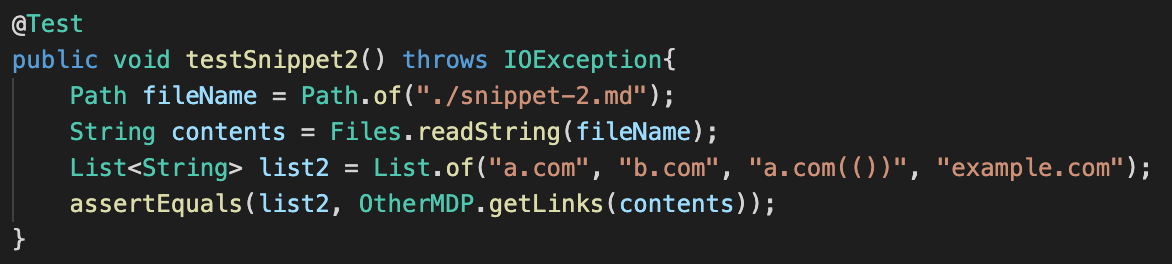 @Test
public void testSnippet2() throws IOException{
    Path fileName = Path.of("./snippet-2.md");
    String contents = Files.readString(fileName);
    List<String> list2 = List.of("a.com", "b.com", "a.com(())", "example.com");
    assertEquals(list2, OtherMDP.getLinks(contents));
}